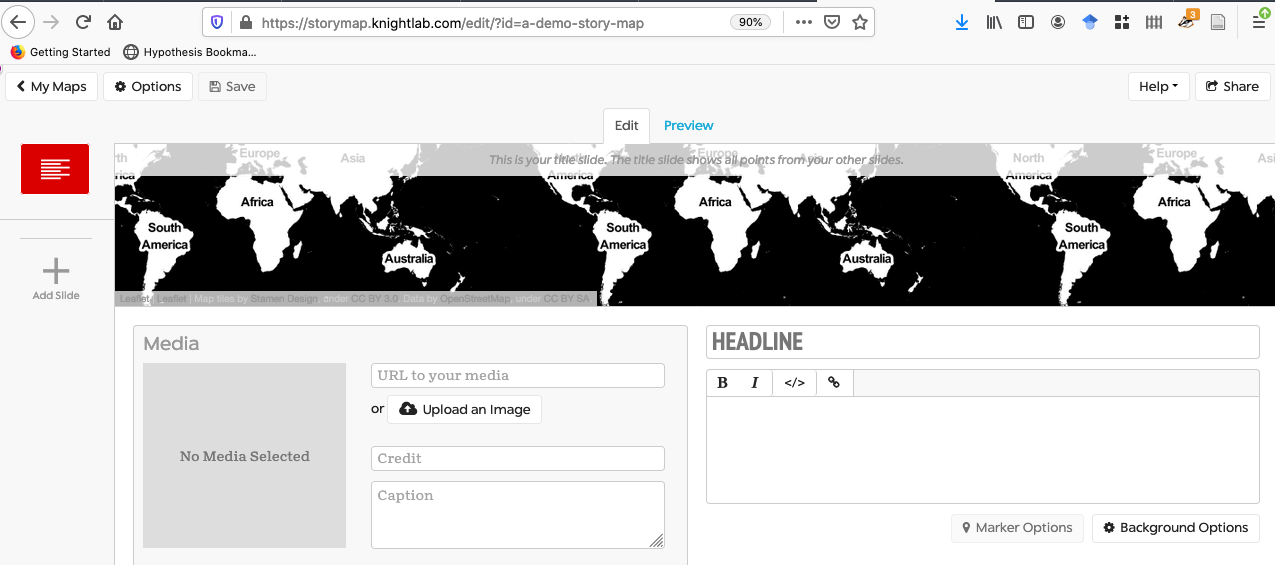 https://storymap.knightlab.com/edit/?id=a-demo-story-map
90%
3
Getting Started
Hypothesis Bookma...
My Maps
Options
Save
Help
Share
Edit
Preview
This is your title slide. The title slide shows all points from your other slides.
Europe Asia North America Europe Asia North America Europe Asi
Africa Africa Africa
South America South America South America
Australia Australia
Leaflet | Leaflet | Map tiles by Stamen Design, under CC BY 3.0. Data by OpenStreetMap, under CC BY SA
Add Slide
Media
No Media Selected
URL to your media
or
Upload an Image
Credit
Caption
HEADLINE
B I </>
Marker Options
Background Options